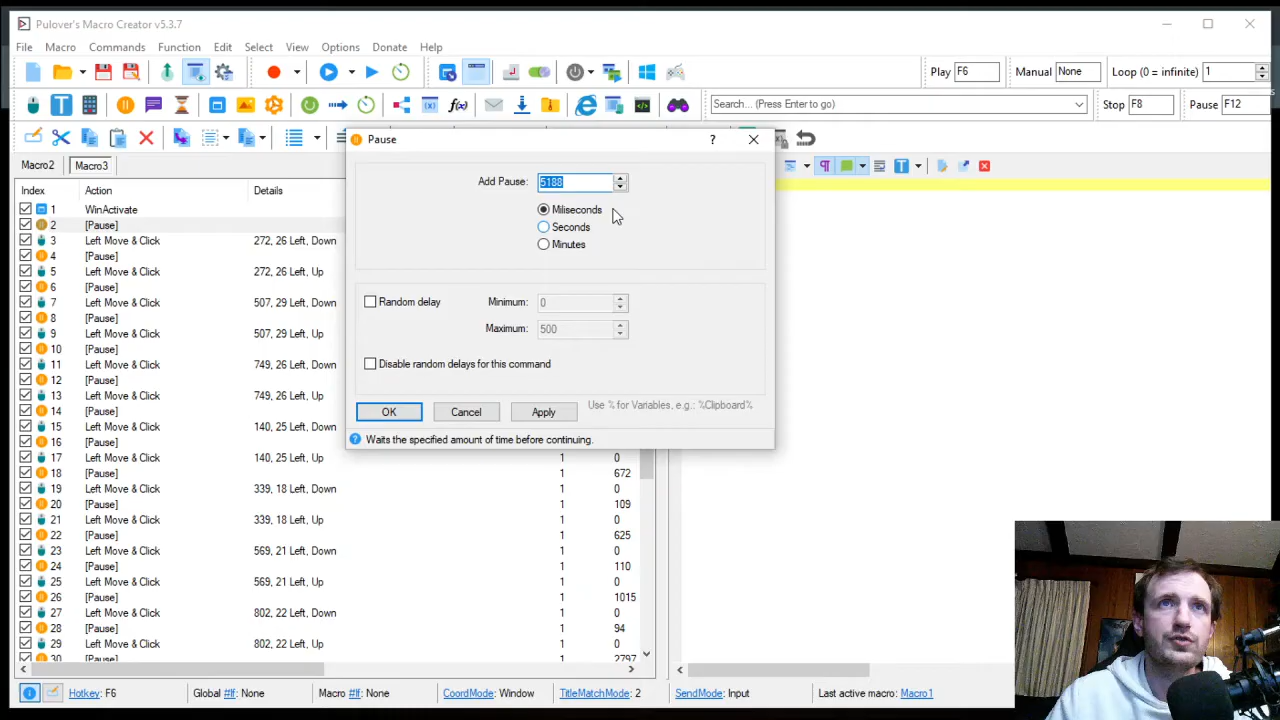 Pulover's Macro Creator v5.3.7
File Macro Commands Function Edit Select View Options Donate Help
Play F6 Manual None Loop (0 = infinite) 1
Search... (Press Enter to go) Stop F8 Pause F12
Macro2 Macro3
Index Action Details
1 WinActivate
2 [Pause]
3 Left Move & Click 272, 26 Left, Down
4 [Pause]
5 Left Move & Click 272, 26 Left, Up
6 [Pause]
7 Left Move & Click 507, 29 Left, Down
8 [Pause]
9 Left Move & Click 507, 29 Left, Up
10 [Pause]
11 Left Move & Click 749, 26 Left, Down
12 [Pause]
13 Left Move & Click 749, 26 Left, Up
14 [Pause]
15 Left Move & Click 140, 25 Left, Down
16 [Pause]
17 Left Move & Click 140, 25 Left, Up 1 0
18 [Pause] 1 672
19 Left Move & Click 339, 18 Left, Down 1 0
20 [Pause] 1 109
21 Left Move & Click 339, 18 Left, Up 1 0
22 [Pause] 1 625
23 Left Move & Click 569, 21 Left, Down 1 0
24 [Pause] 1 110
25 Left Move & Click 569, 21 Left, Up 1 0
26 [Pause] 1 1015
27 Left Move & Click 802, 22 Left, Down 1 0
28 [Pause] 1 94
29 Left Move & Click 802, 22 Left, Up 1 0
30 [Pause] 1 2797
Pause
Add Pause: 5188
Miliseconds
Seconds
Minutes
Random delay Minimum: 0
Maximum: 500
Disable random delays for this command
OK Cancel Apply Use % for Variables, e.g.: %Clipboard%
Waits the specified amount of time before continuing.
Hotkey: F6 Global #If: None Macro #If: None CoordMode: Window TitleMatchMode: 2 SendMode: Input Last active macro: Macro1